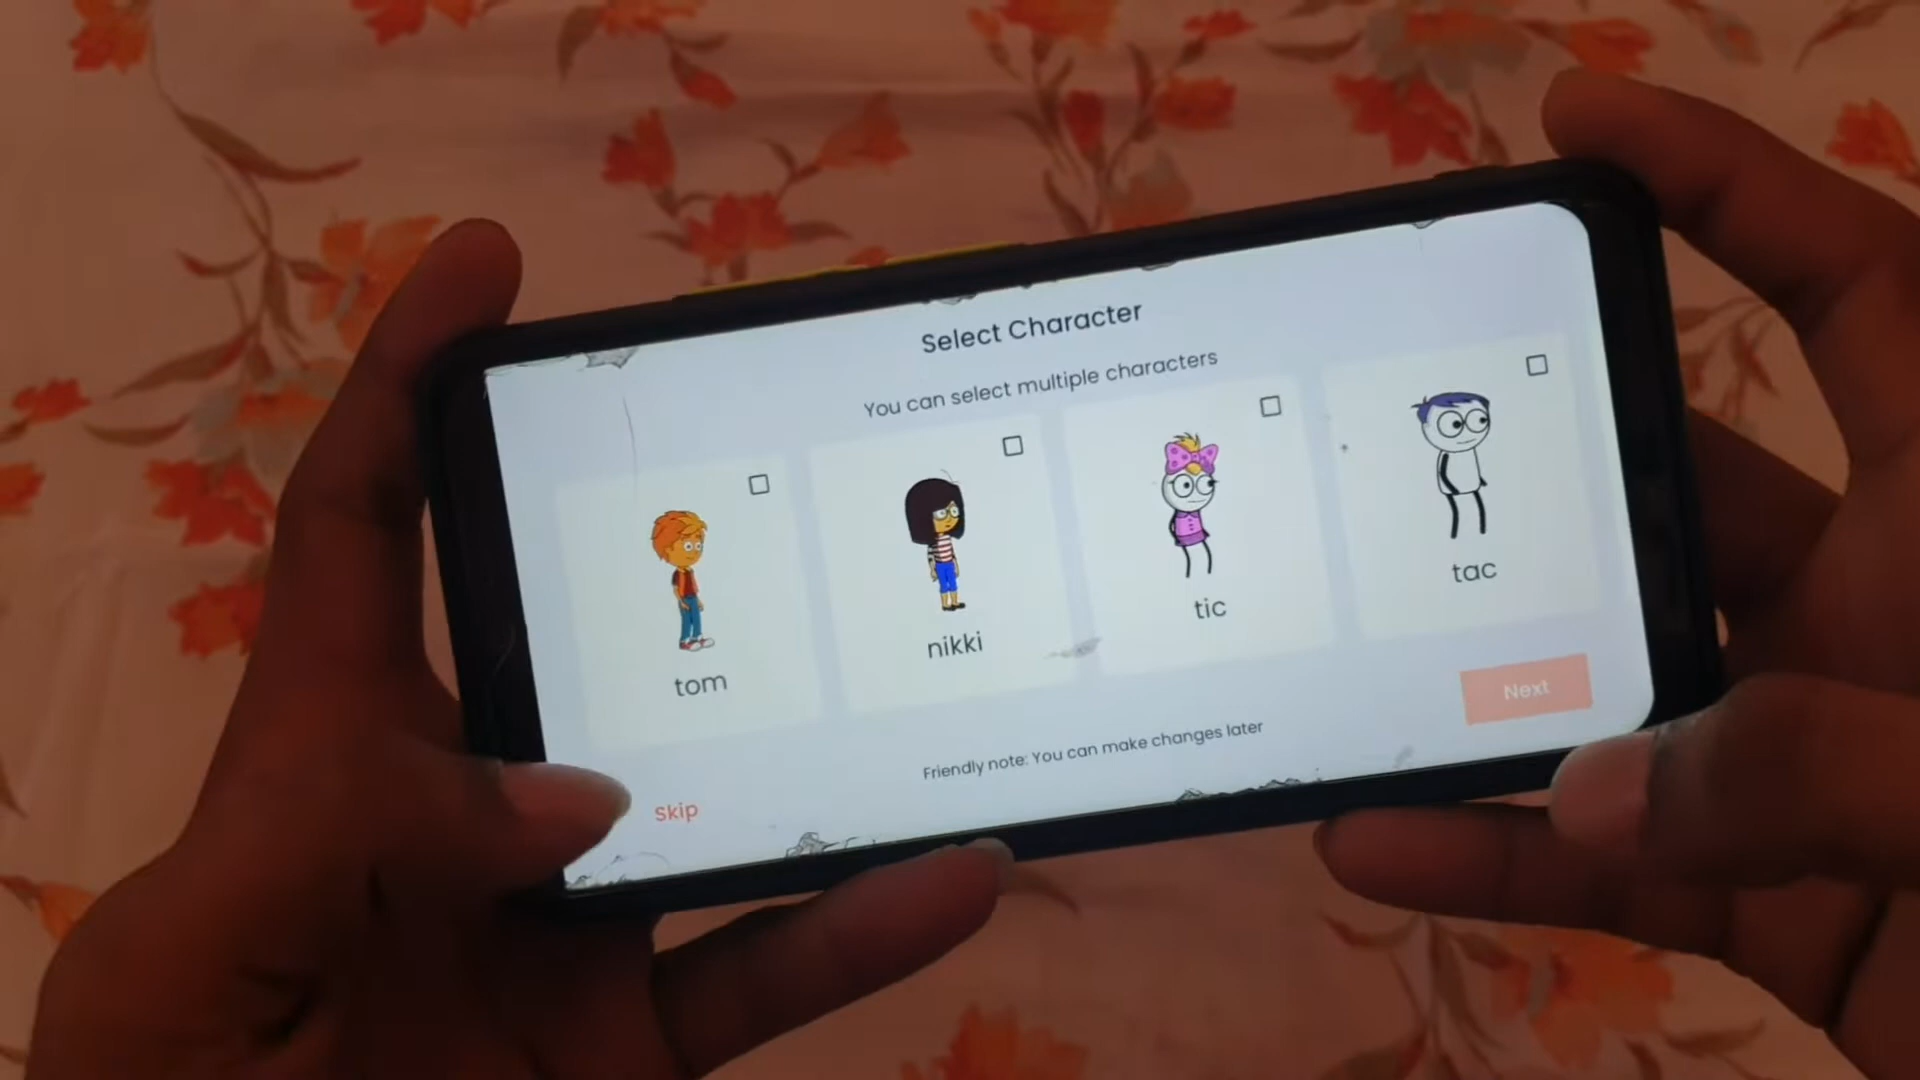 Select Character
You can select multiple characters
tom
nikki
tic
tac
Next
Friendly note: You can make changes later
Skip